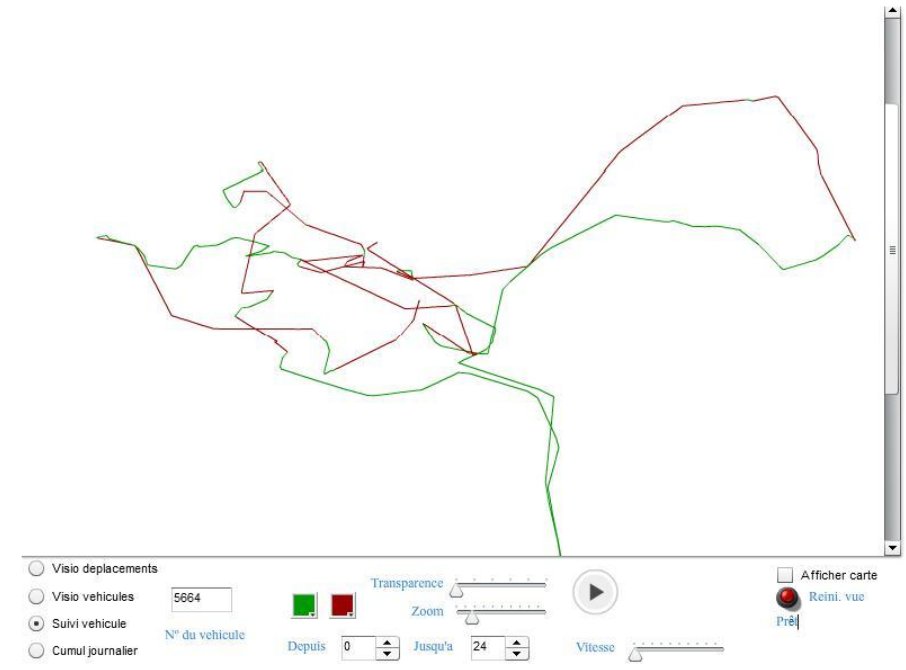 Visio deplacements
Visio vehicules
Suivi vehicule
Cumul journalier
5664
N° du vehicule
Transparence
Zoom
Depuis 0 Jusqu'a 24
Vitesse
Afficher carte
Reini. vue
Prêt